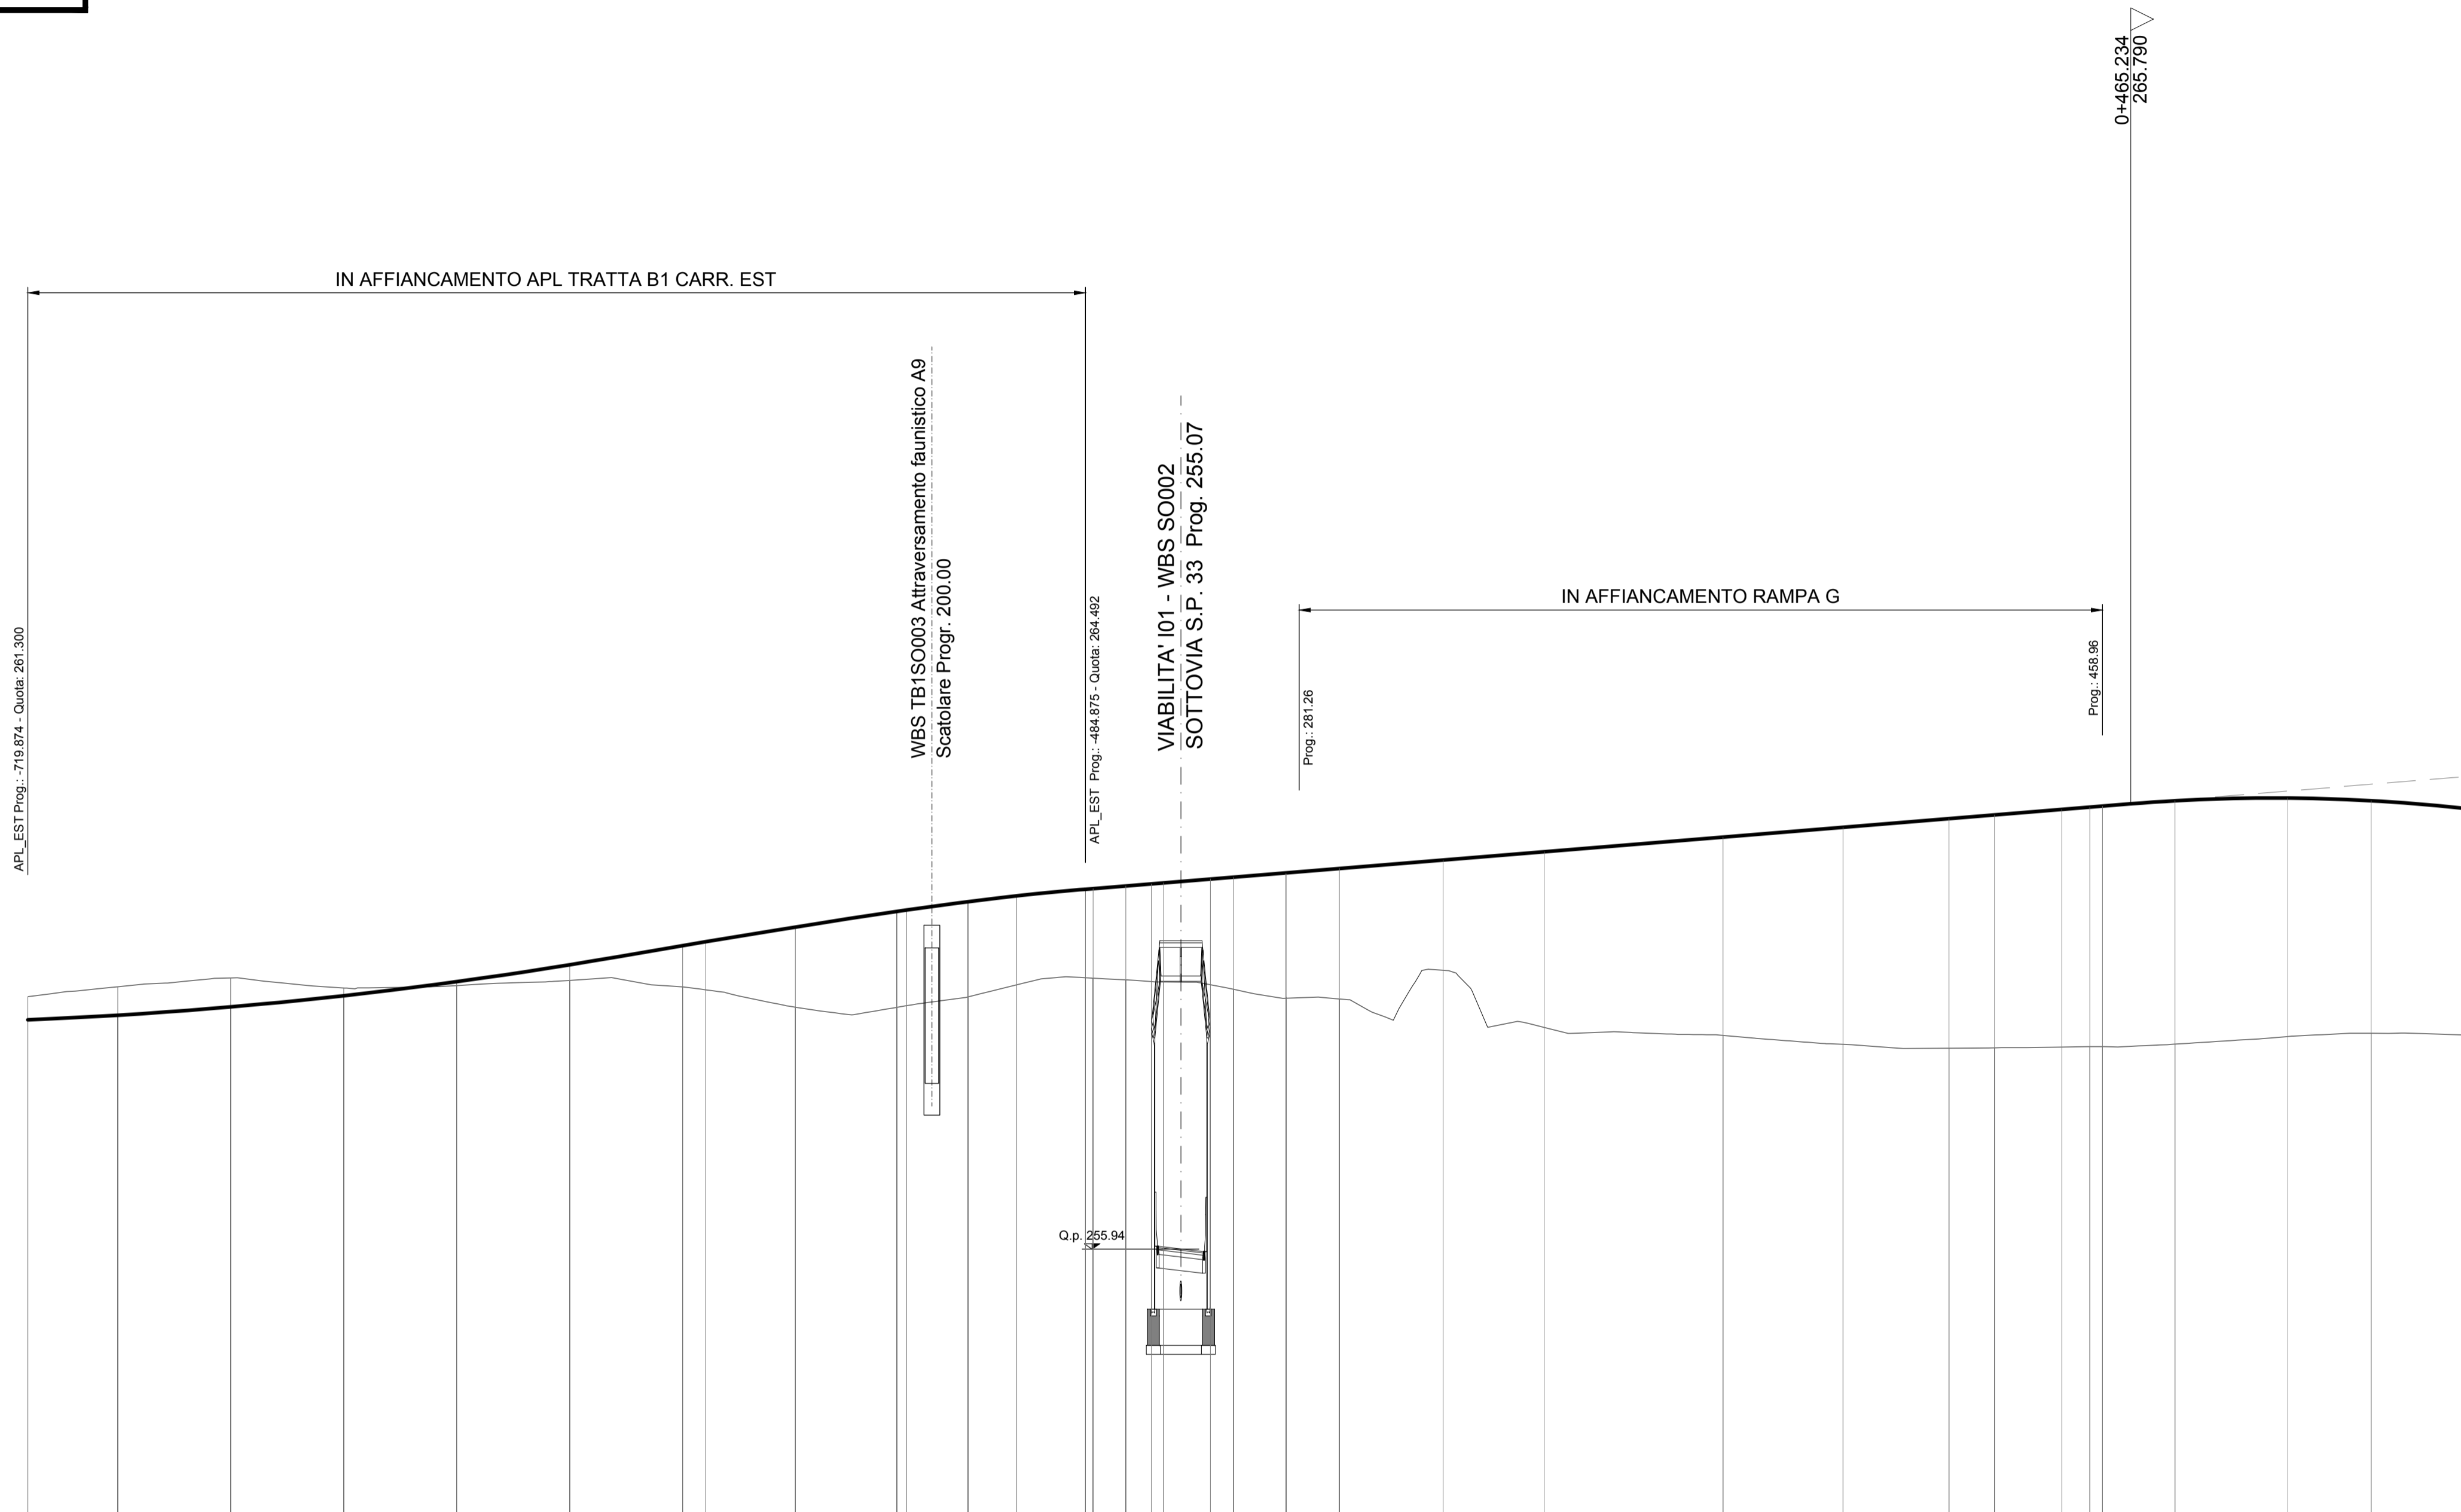 0+465.234
265.790
IN AFFIANCAMENTO APL TRATTA B1 CARR. EST
APL_EST Prog.: -719.874 - Quota: 261.300
WBS TB1SO003 Attraversamento faunistico A9
Scatolare Progr. 200.00
APL_EST Prog.: -484.875 - Quota: 264.492
VIABILITA' I01 - WBS SO002
SOTTOVIA S.P. 33 Prog. 255.07
IN AFFIANCAMENTO RAMPA G
Prog.: 281.26
Prog.: 458.96
Q.p. 255.94